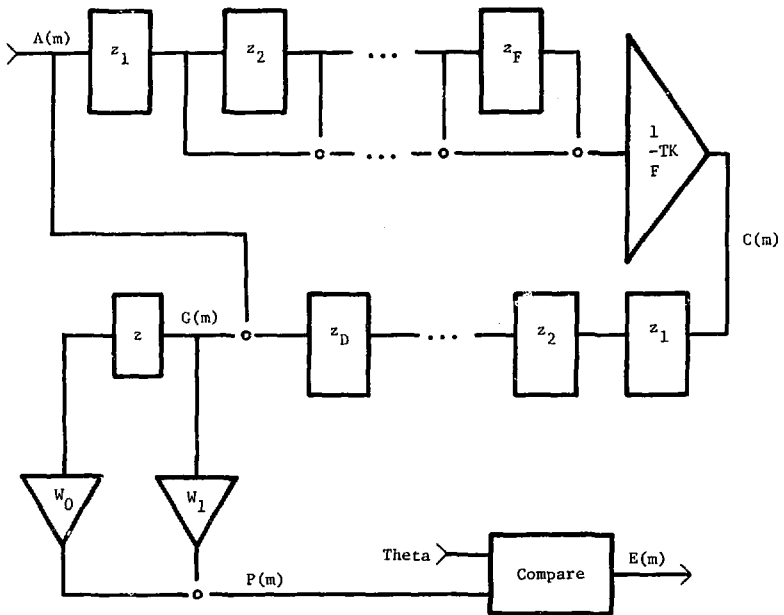 A(m)
z1
z2
...
zF
...
1
-TK
F
C(m)
G(m)
z
zD
...
z2
z1
W0
W1
Theta
P(m)
Compare
E(m)